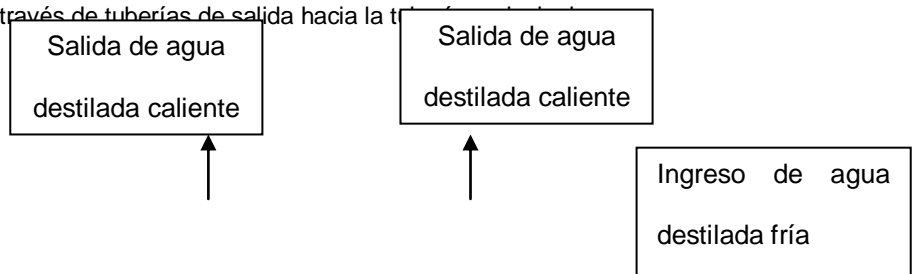 través de tuberías de salida hacia la
Salida de agua
destilada caliente
Salida de agua
destilada caliente
Ingreso de agua
destilada fría